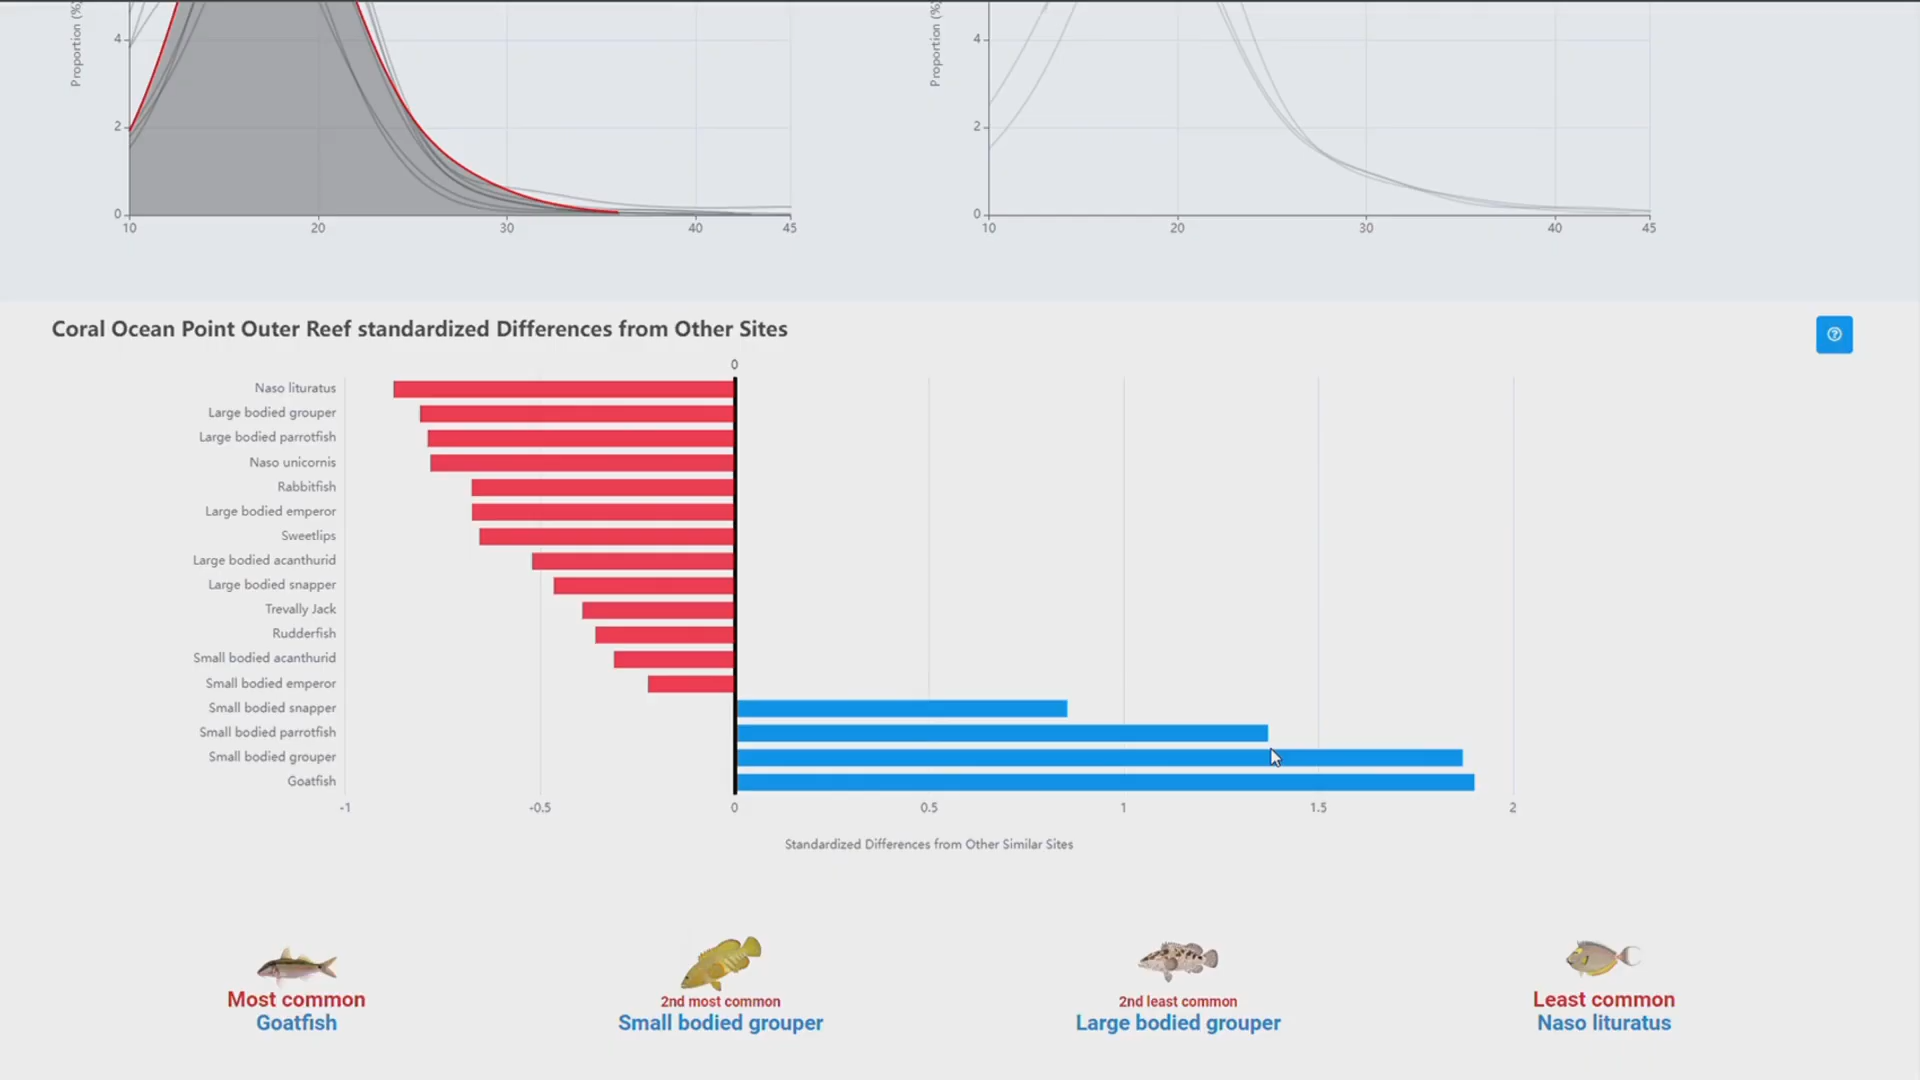 Proportion (%
4
2
0
10
20
30
40
45
Proportion (%
4
2
0
10
20
30
40
45
Coral Ocean Point Outer Reef standardized Differences from Other Sites
0
Naso lituratus
Large bodied grouper
Large bodied parrotfish
Naso unicornis
Rabbitfish
Large bodied emperor
Sweetlips
Large bodied acanthurid
Large bodied snapper
Trevally Jack
Rudderfish
Small bodied acanthurid
Small bodied emperor
Small bodied snapper
Small bodied parrotfish
Small bodied grouper
Goatfish
-1
-0.5
0
0.5
1
1.5
2
Standardized Differences from Other Similar Sites
Most common
Goatfish
2nd most common
Small bodied grouper
2nd least common
Large bodied grouper
Least common
Naso lituratus